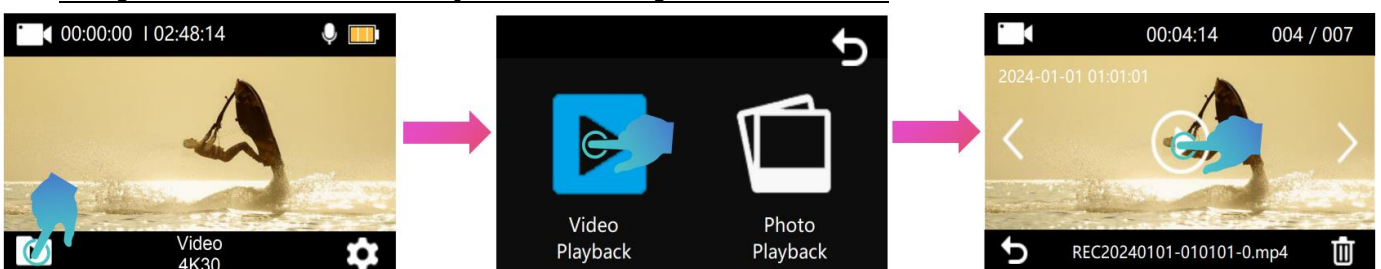 00:00:00 I 02:48:14
Video
4K30
Video
Playback
Photo
Playback
00:04:14 004 / 007
2024-01-01 01:01:01
REC20240101-010101-0.mp4